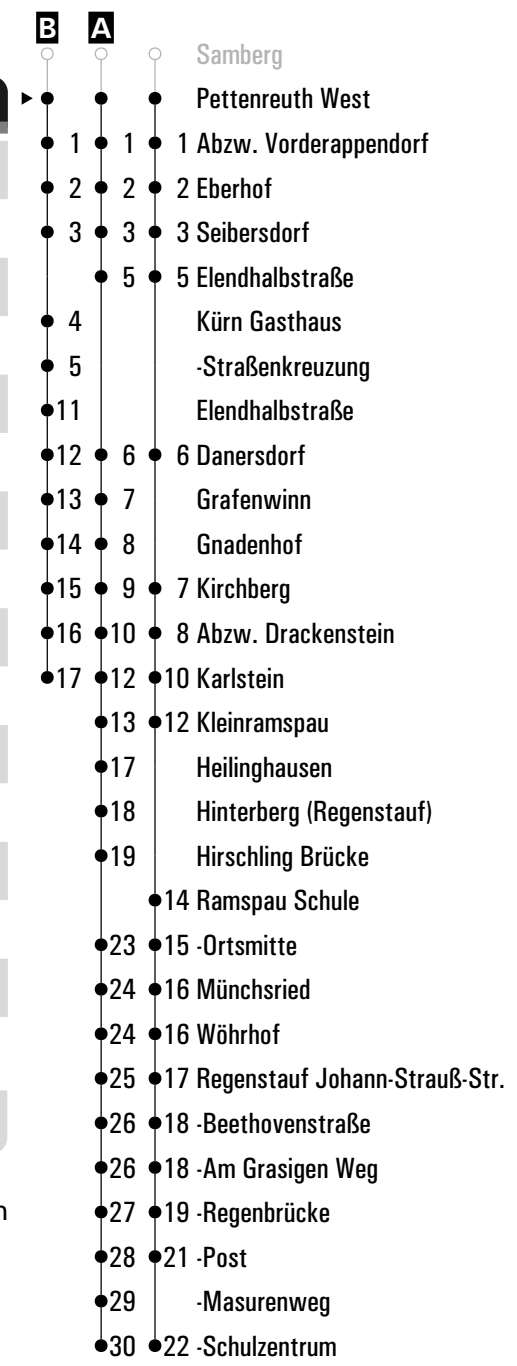 B A
Samberg
Pettenreuth West
1 1 1 Abzw. Vorderappendorf
2 2 2 Eberhof
3 3 3 Seibersdorf
5 5 Elendhalbstraße
4 Kürn Gasthaus
5 -Straßenkreuzung
11 Elendhalbstraße
12 6 6 Danersdorf
13 7 Grafenwinn
14 8 Gnadenhof
15 9 7 Kirchberg
16 10 8 Abzw. Drackenstein
17 12 10 Karlstein
13 12 Kleinramspau
17 Heilinghausen
18 Hinterberg (Regenstauf)
19 Hirschling Brücke
14 Ramspau Schule
23 15 -Ortsmitte
24 16 Münchsried
24 16 Wöhrhof
25 17 Regenstauf Johann-Strauß-Str.
26 18 -Beethovenstraße
26 18 -Am Grasigen Weg
n 27 19 -Regenbrücke
28 21 -Post
29 -Masurenweg
30 22 -Schulzentrum